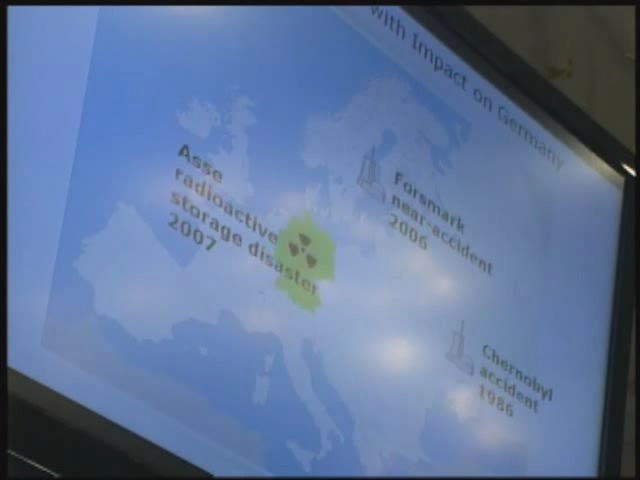 with Impact on Germany
Asse
radioactive
storage disaster
2007
Forsmark
near-accident
2006
Chernobyl
accident
1986